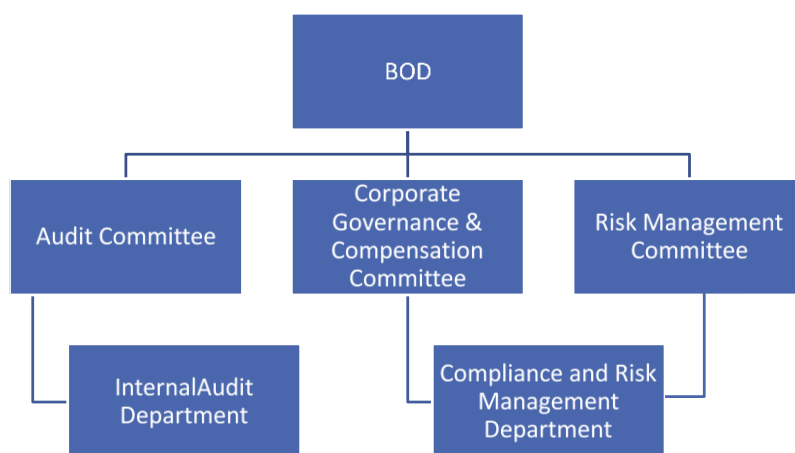 BOD
Audit Committee
Corporate
Governance &
Compensation
Committee
Risk Management
Committee
InternalAudit
Department
Compliance and Risk
Management
Department